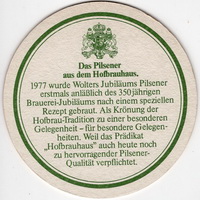 Das Pilsener
aus dem Hofbrauhaus.
1977 wurde Wolters Jubiläums Pilsener
erstmals anläßlich des 350jährigen
Brauerei-Jubiläums nach einem speziellen
Rezept gebraut. Als Krönung der
Hofbrau-Tradition zu einer besonderen
Gelegenheit – für besondere Gelegen-
heiten. Weil das Prädikat
„Hofbrauhaus" auch heute noch
zu hervorragender Pilsener-
Qualität verpflichtet.